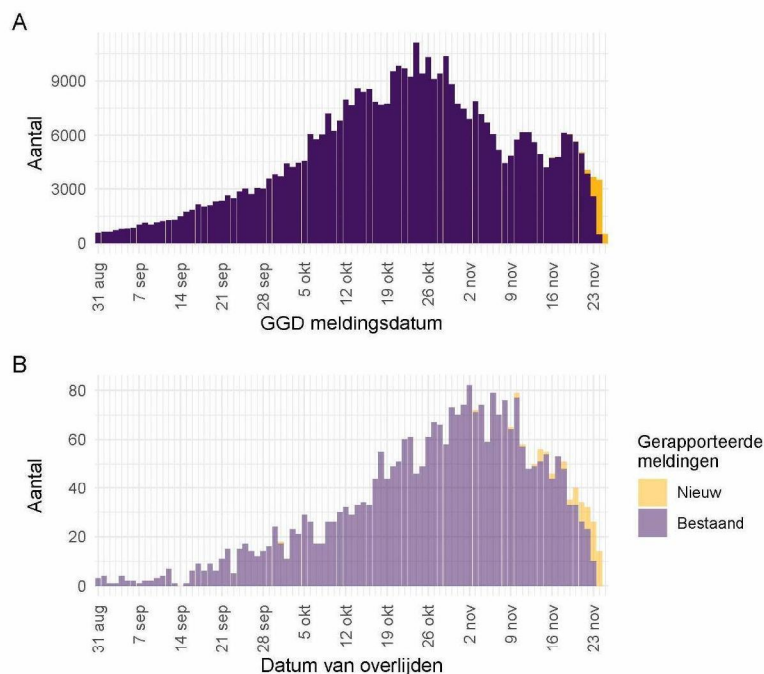 A
Aantal
9000
6000
3000
0
31 aug
7 sep
14 sep
21 sep
28 sep
5 okt
12 okt
19 okt
26 okt
2 nov
9 nov
16 nov
23 nov
GGD meldingsdatum
B
Aantal
80
60
40
20
0
31 aug
7 sep
14 sep
21 sep
28 sep
5 okt
12 okt
19 okt
26 okt
2 nov
9 nov
16 nov
23 nov
Datum van overlijden
Gerapporteerde
meldingen
Nieuw
Bestaand